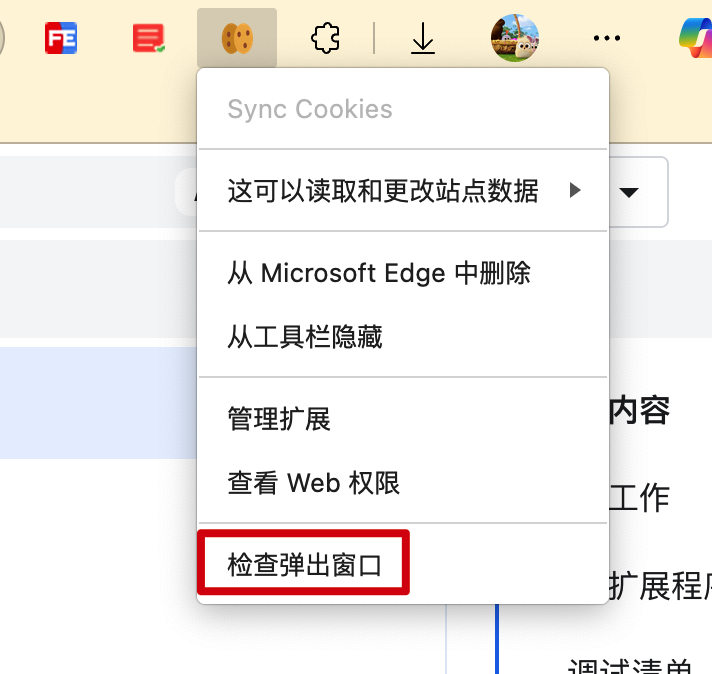 FE
Sync Cookies
这可以读取和更改站点数据
从 Microsoft Edge 中删除
从工具栏隐藏
管理扩展
内容
查看 Web 权限
工作
检查弹出窗口
扩展程序
调试清单